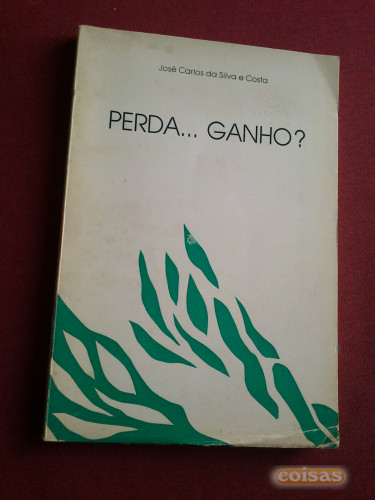 José Carlos da Silva e Costa
PERDA... GANHO?
coisas